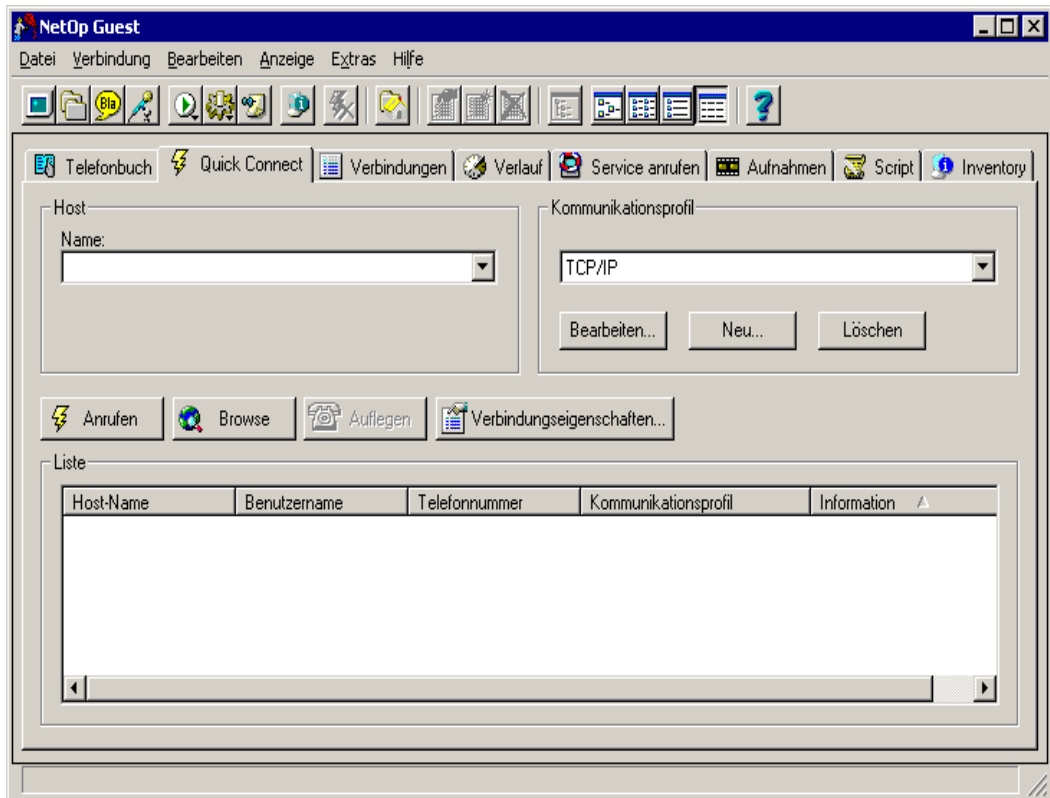 NetOp Guest
Datei Verbindung Bearbeiten Anzeige Extras Hilfe
Bla
Telefonbuch Quick Connect Verbindungen Verlauf Service anrufen Aufnahmen Script Inventory
Host
Kommunikationsprofil
Name:
TCP/IP
Bearbeiten... Neu... Löschen
Anrufen Browse Auflegen Verbindungseigenschaften...
Liste
Host-Name Benutzername Telefonnummer Kommunikationsprofil Information